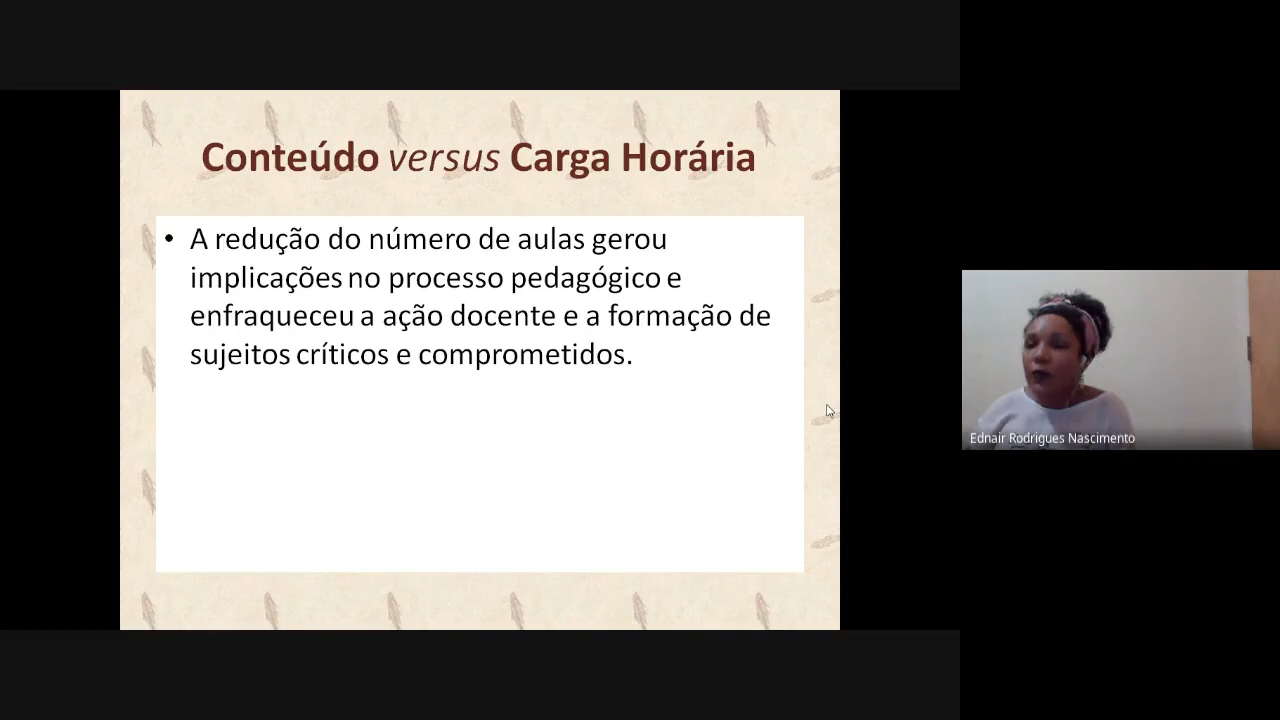 Conteúdo versus Carga Horária
• A redução do número de aulas gerou
implicações no processo pedagógico e
enfraqueceu a ação docente e a formação de
sujeitos críticos e comprometidos.
Ednair Rodrigues Nascimento